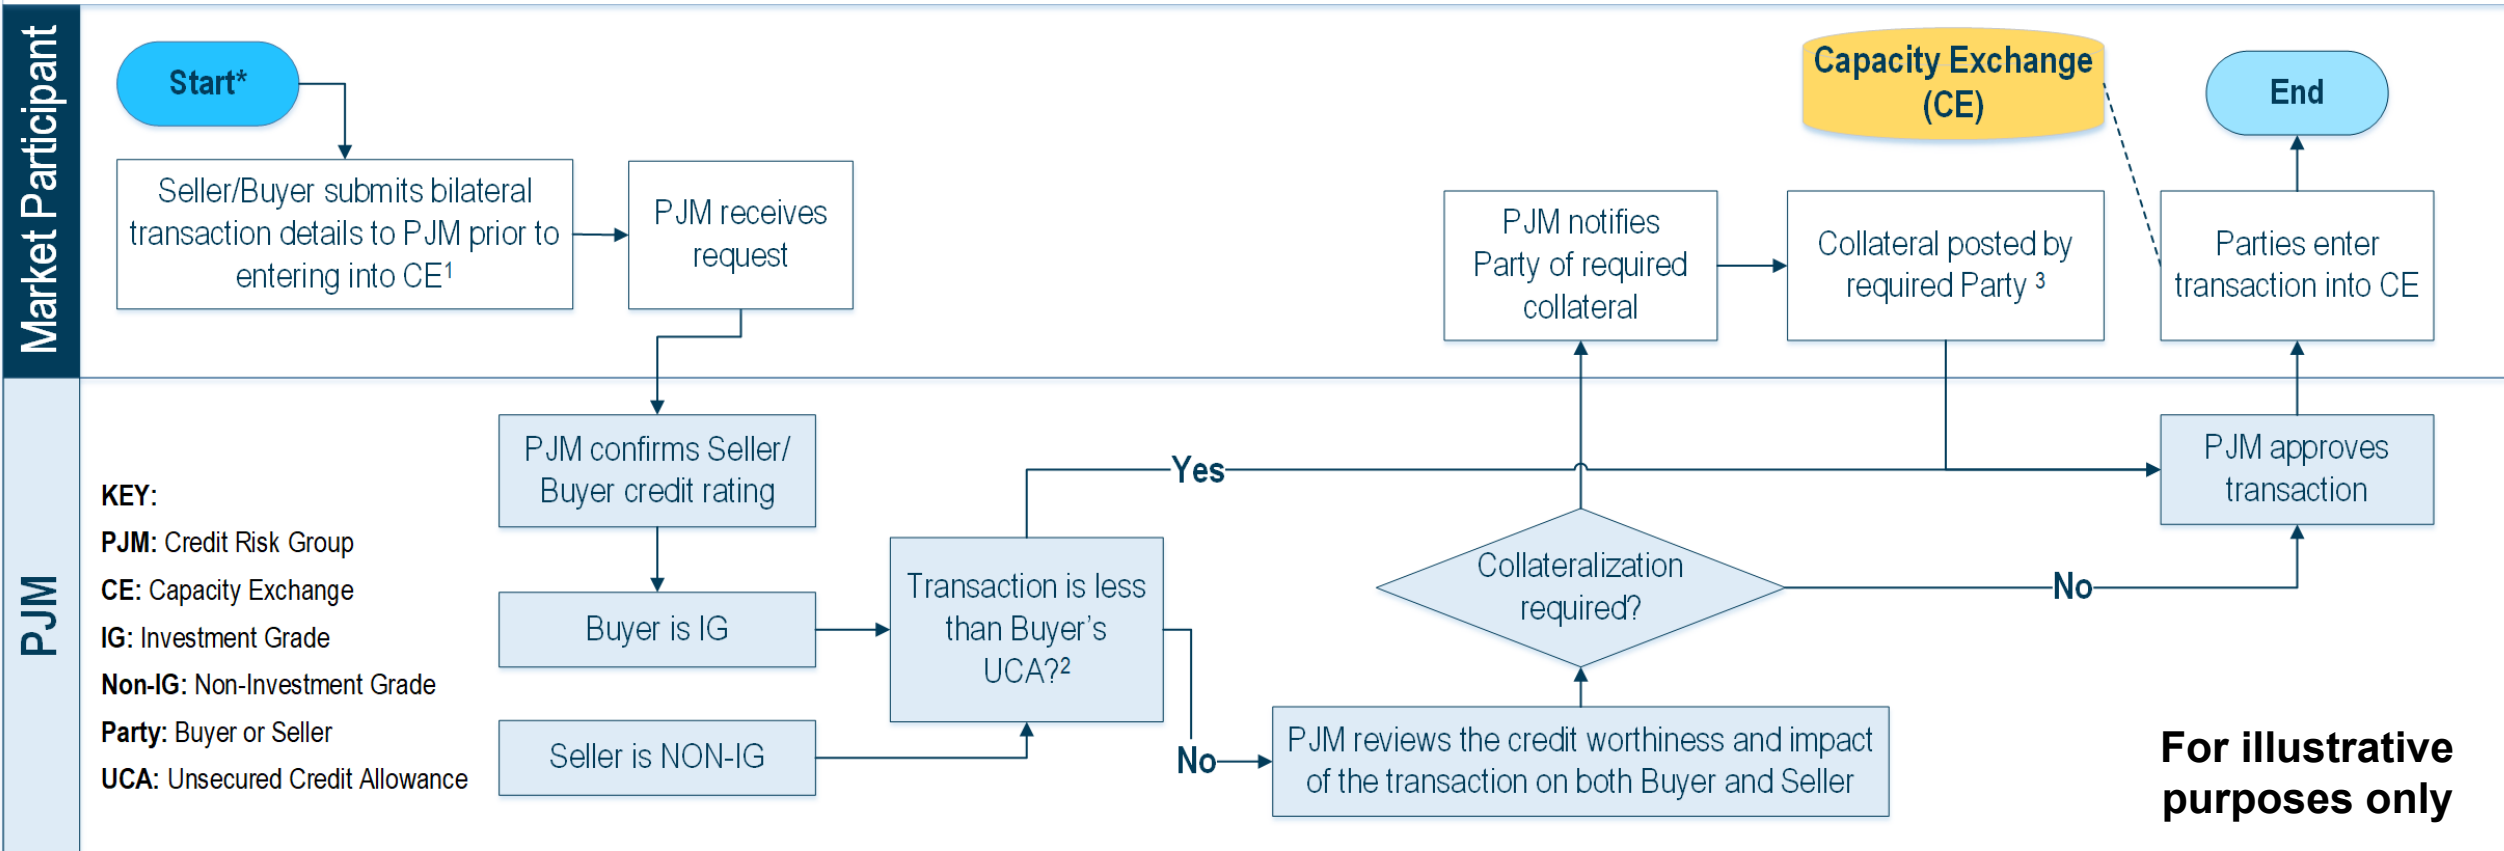 Market Participant
Start*
Seller/Buyer submits bilateral
transaction details to PJM prior to
entering into CE¹
PJM receives
request
PJM notifies
Party of required
collateral
Capacity Exchange
(CE)
Collateral posted by
required Party ³
End
Parties enter
transaction into CE
PJM
KEY:
PJM: Credit Risk Group
CE: Capacity Exchange
IG: Investment Grade
Non-IG: Non-Investment Grade
Party: Buyer or Seller
UCA: Unsecured Credit Allowance
PJM confirms Seller/
Buyer credit rating
Buyer is IG
Seller is NON-IG
Transaction is less
than Buyer’s
UCA?²
Yes
No
PJM reviews the credit worthiness and impact
of the transaction on both Buyer and Seller
Collateralization
required?
No
PJM approves
transaction
For illustrative
purposes only